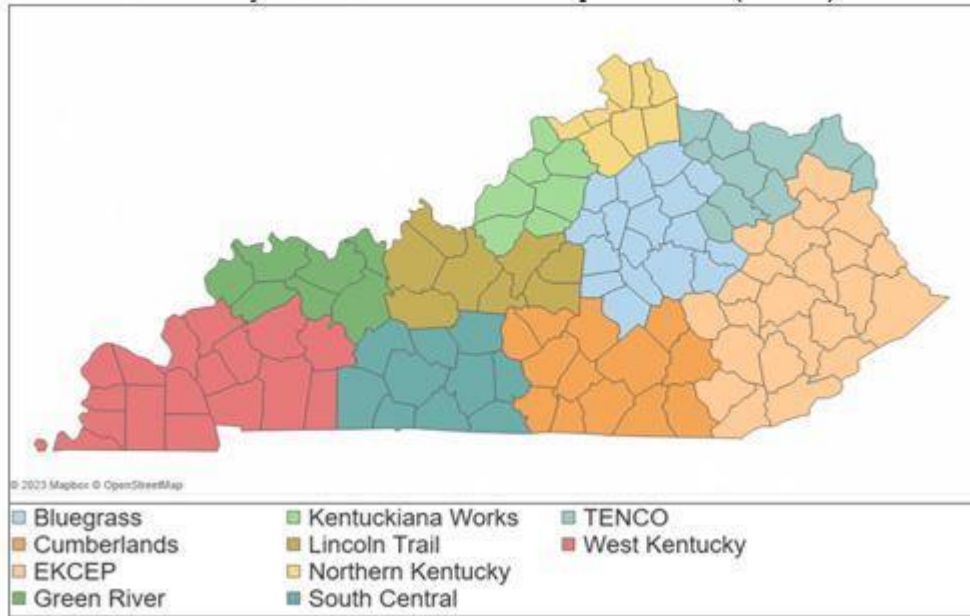 © 2023 Mapbox © OpenStreetMap
Bluegrass
Cumberlands
EKCEP
Green River
Kentuckiana Works
Lincoln Trail
Northern Kentucky
South Central
TENCO
West Kentucky